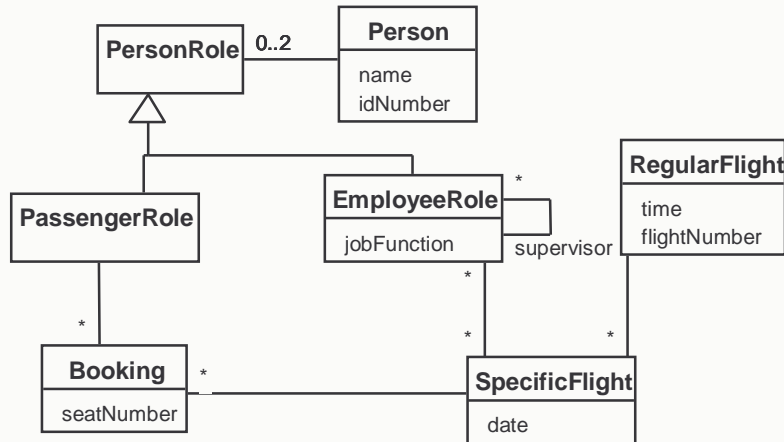 PersonRole
0..2
Person
name
idNumber
RegularFlight
time
flightNumber
PassengerRole
EmployeeRole
jobFunction
*
supervisor
*
*
*
*
Booking
seatNumber
*
SpecificFlight
date